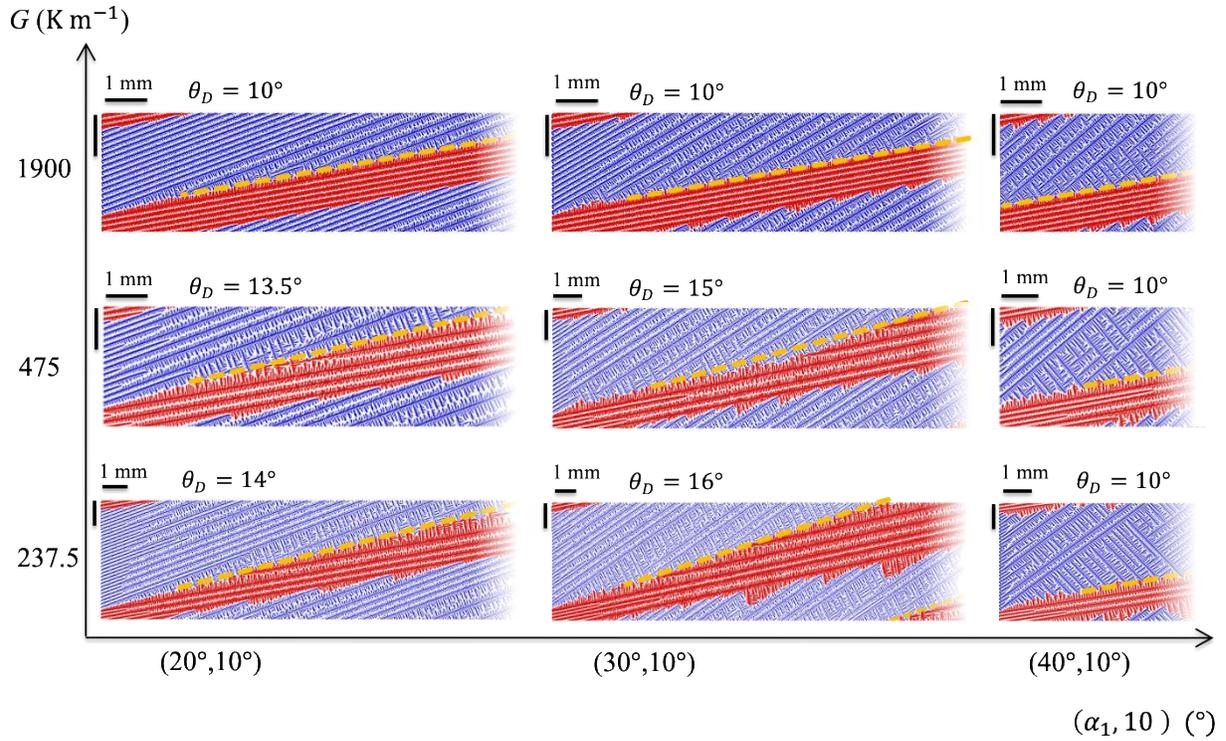 G (K m⁻¹)
1 mm θ_D = 10° 1 mm θ_D = 10° 1 mm θ_D = 10°
1900
1 mm θ_D = 13.5° 1 mm θ_D = 15° 1 mm θ_D = 10°
475
1 mm θ_D = 14° 1 mm θ_D = 16° 1 mm θ_D = 10°
237.5
(20°,10°) (30°,10°) (40°,10°)
(α₁, 10 ) (°)